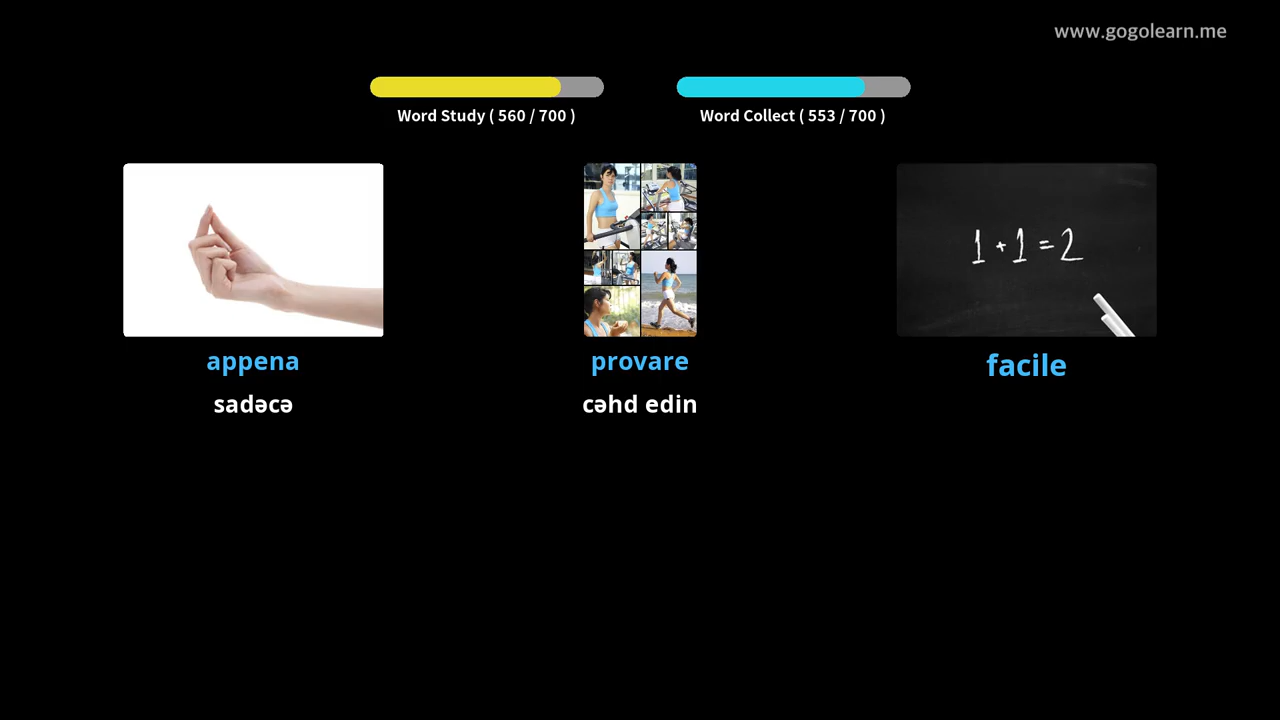 www.gogolearn.me
Word Study ( 560 / 700 )
Word Collect ( 553 / 700 )
1 + 1 = 2
appena
provare
facile
sadəcə
cəhd edin